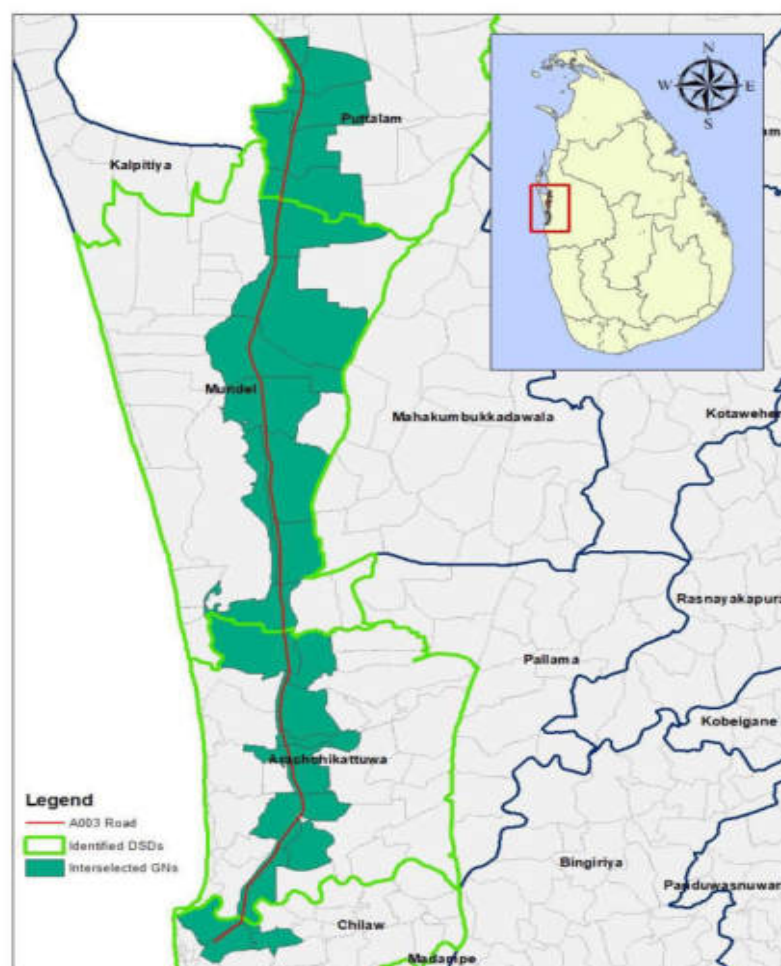 N
W
E
S
Puttalam
Kalpitiya
Mundel
Mahakumbukkadawala
Kotaweher
Rasnayakapura
Pallama
Kobeigane
Arachchikattuwa
Legend
A003 Road
Identified DSDs
Interselected GNs
Bingiriya
Panduwasnuwar
Chilaw
Madampe